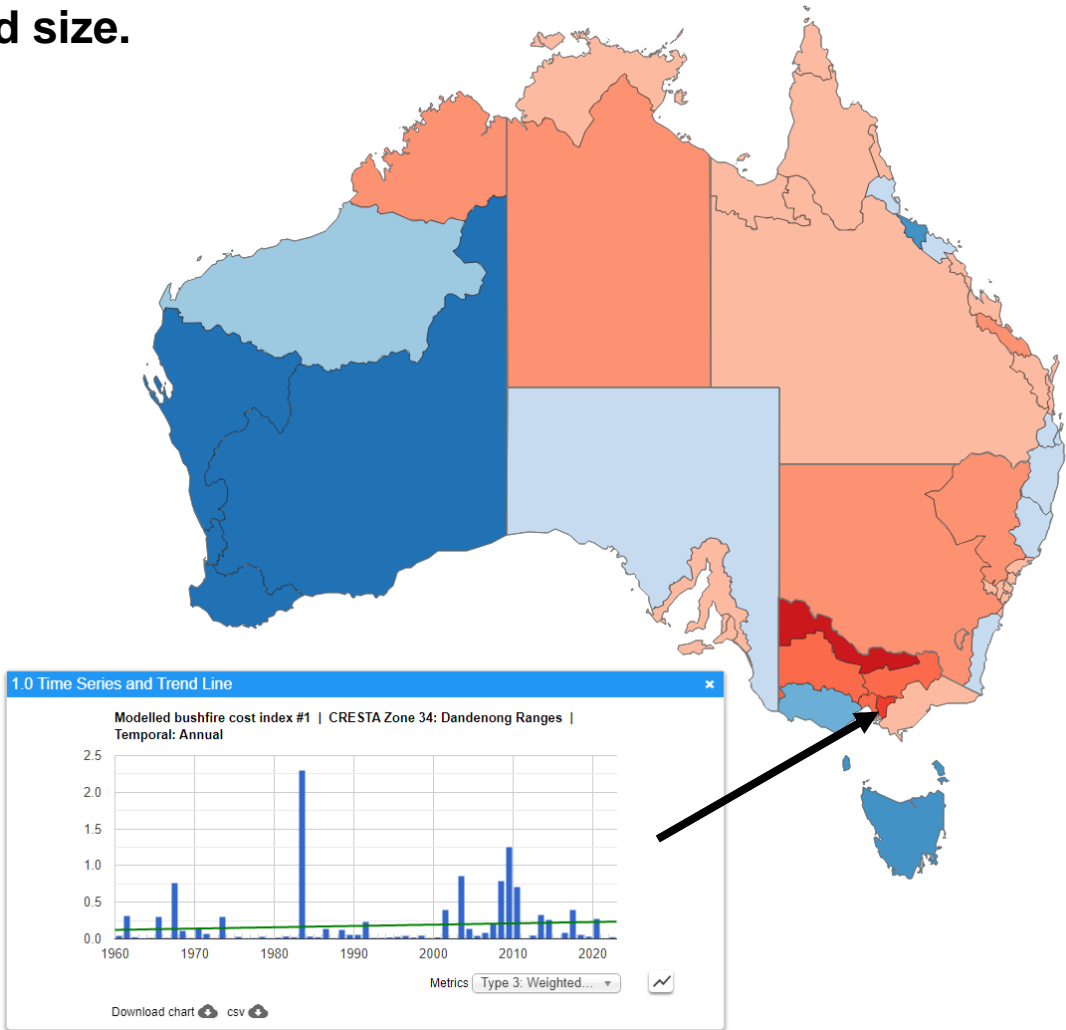 d size.
1.0 Time Series and Trend Line ×
Modelled bushfire cost index #1 | CRESTA Zone 34: Dandenong Ranges |
Temporal: Annual
2.5
2.0
1.5
1.0
0.5
0.0
1960 1970 1980 1990 2000 2010 2020
Metrics Type 3: Weighted...
Download chart csv